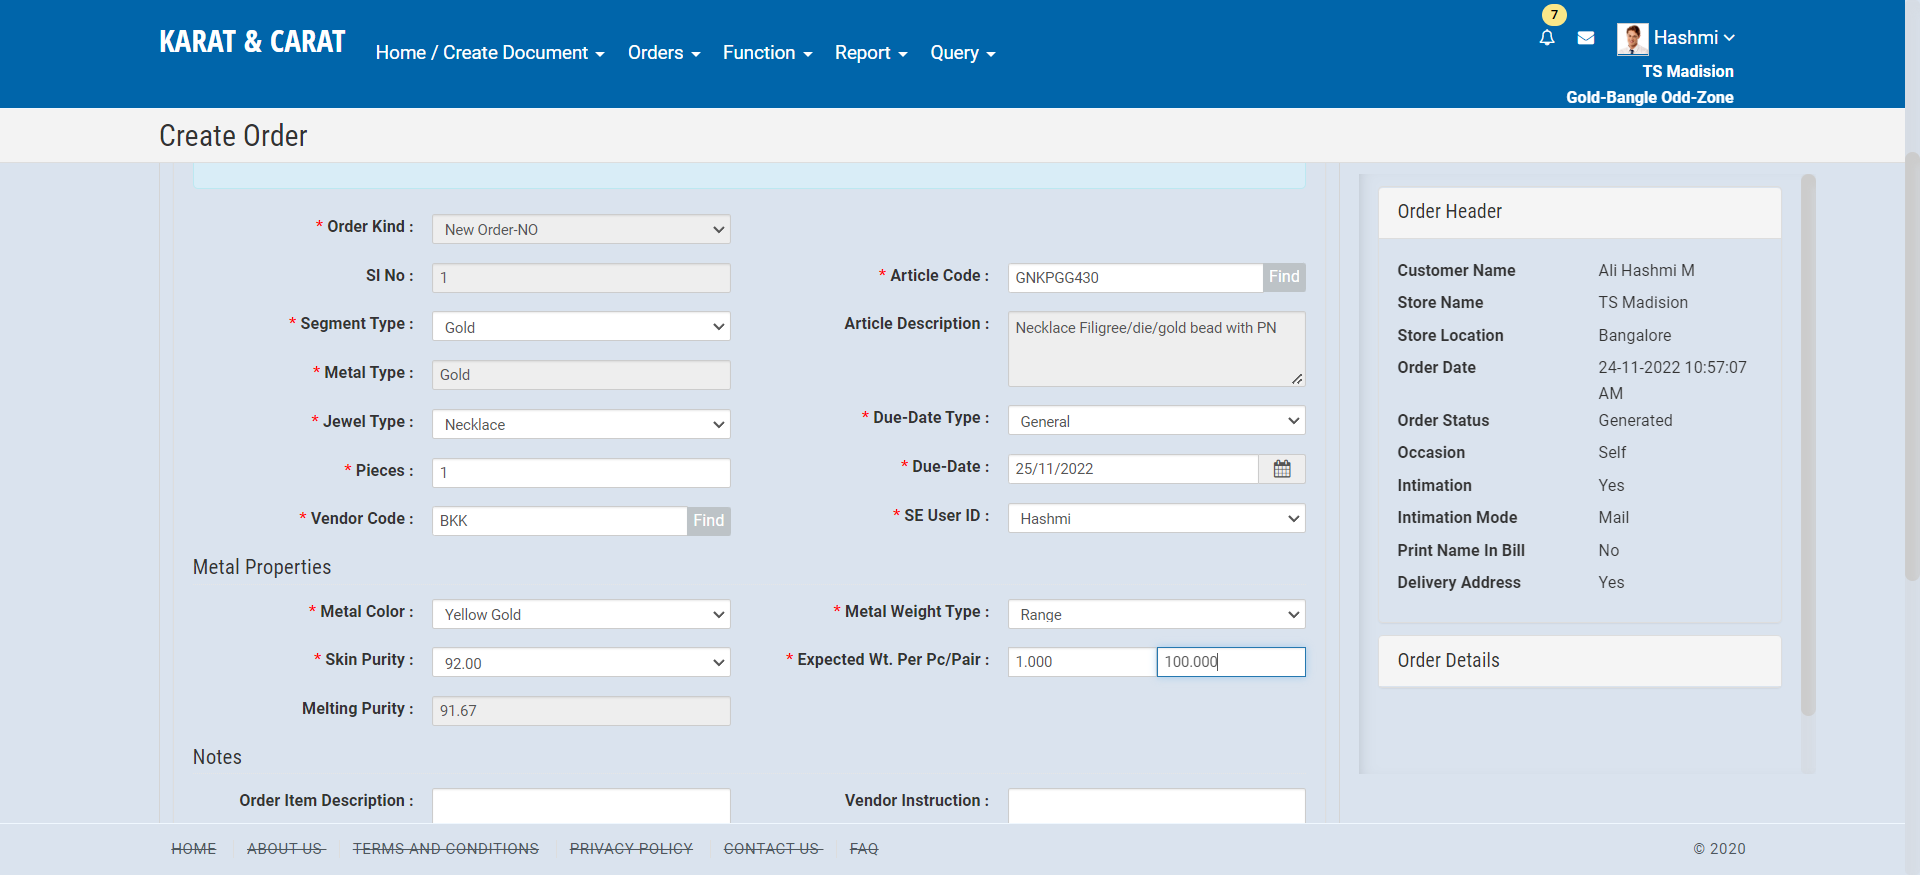 KARAT & CARAT
Home / Create Document
Orders
Function
Report
Query
7
Hashmi
TS Madision
Gold-Bangle Odd-Zone
Create Order
* Order Kind :
New Order-NO
Sl No :
1
* Article Code :
GNKPGG430
Find
* Segment Type :
Gold
Article Description :
Necklace Filigree/die/gold bead with PN
* Metal Type :
Gold
* Jewel Type :
Necklace
* Due-Date Type :
General
* Pieces :
1
* Due-Date :
25/11/2022
* Vendor Code :
BKK
Find
* SE User ID :
Hashmi
Metal Properties
* Metal Color :
Yellow Gold
* Metal Weight Type :
Range
* Skin Purity :
92.00
* Expected Wt. Per Pc/Pair :
1.000
100.000
Melting Purity :
91.67
Notes
Order Item Description :
Vendor Instruction :
Order Header
Customer Name Ali Hashmi M
Store Name TS Madision
Store Location Bangalore
Order Date 24-11-2022 10:57:07
AM
Order Status Generated
Occasion Self
Intimation Yes
Intimation Mode Mail
Print Name In Bill No
Delivery Address Yes
Order Details
HOME
ABOUT US
TERMS AND CONDITIONS
PRIVACY POLICY
CONTACT US
FAQ
© 2020